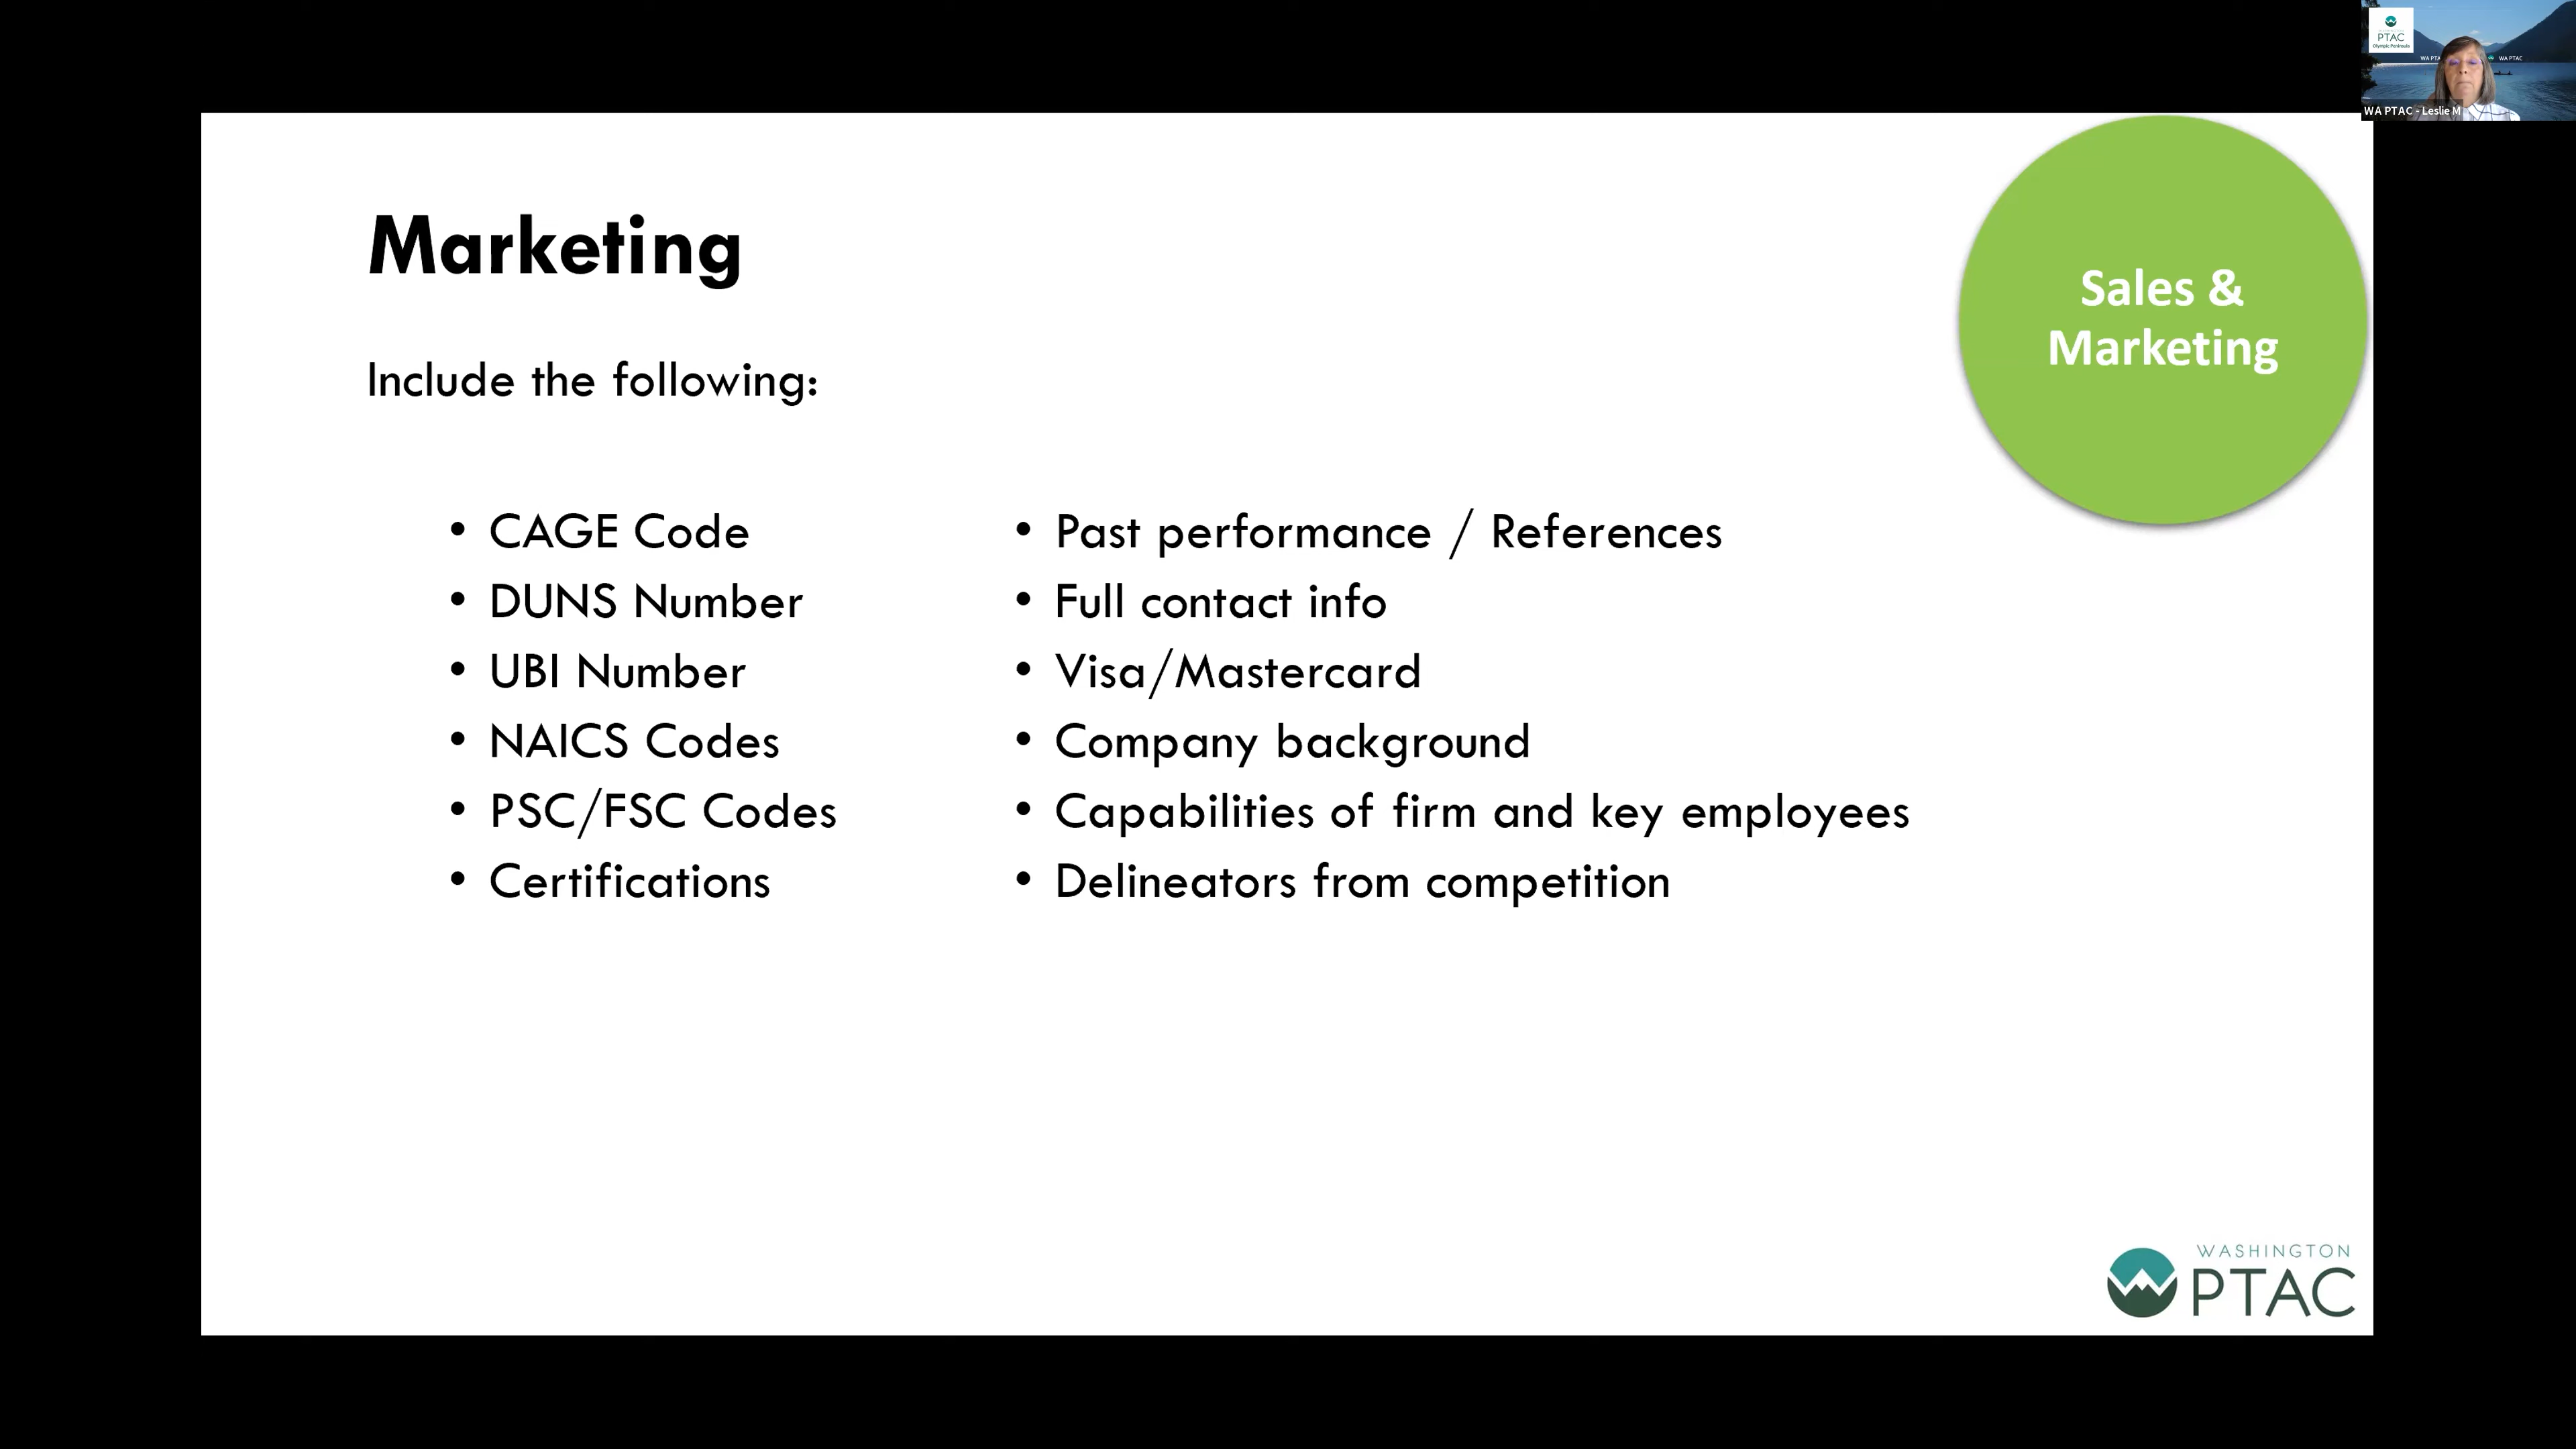 PTAC
Olympic Peninsula
WA PTAC
WA PTAC - Leslie M
Marketing
Sales &
Marketing
Include the following:
• CAGE Code
• DUNS Number
• UBI Number
• NAICS Codes
• PSC/FSC Codes
• Certifications
• Past performance / References
• Full contact info
• Visa/Mastercard
• Company background
• Capabilities of firm and key employees
• Delineators from competition
WASHINGTON
PTAC